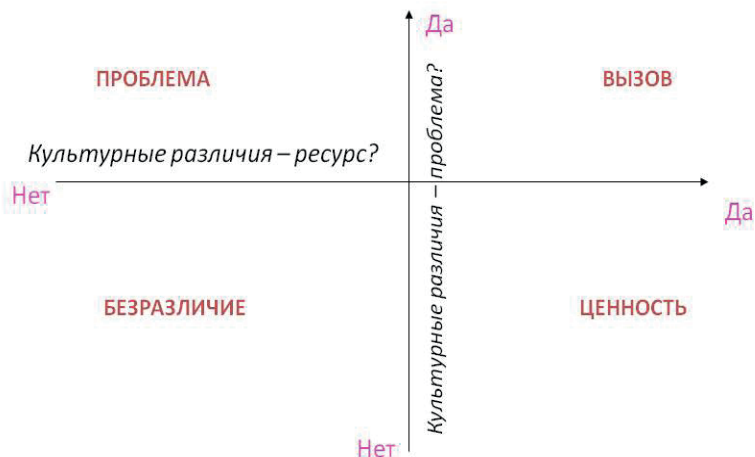 Да
ПРОБЛЕМА
ВЫЗОВ
Культурные различия – ресурс?
Культурные различия – проблема?
Нет
Да
БЕЗРАЗЛИЧИЕ
ЦЕННОСТЬ
Нет